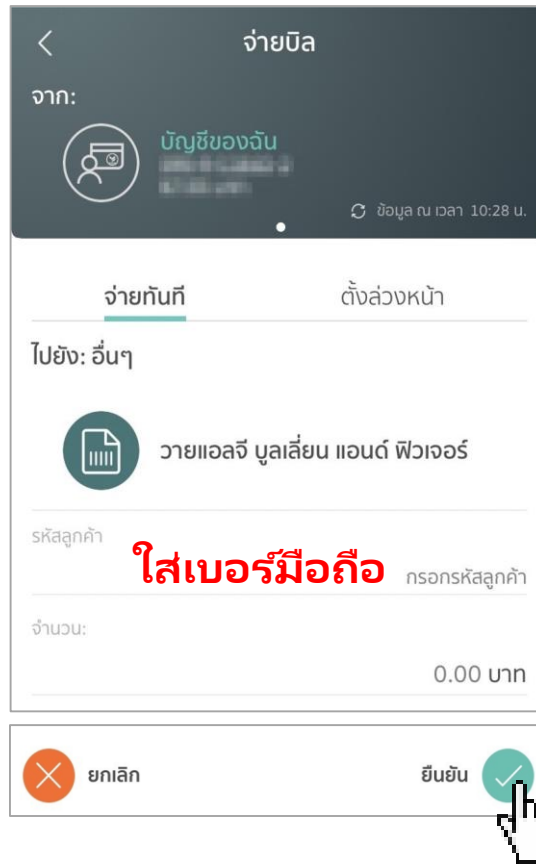 จ่ายบิล
จาก:
บัญชีของฉัน
ข้อมูล ณ เวลา 10:28 น.
จ่ายทันที ตั้งล่วงหน้า
ไปยัง: อื่นๆ
วายแอลจี บูลเลี่ยน แอนด์ ฟิวเจอร์
รหัสลูกค้า
ใส่เบอร์มือถือ กรอกรหัสลูกค้า
จำนวน:
0.00 บาท
ยกเลิก ยืนยัน